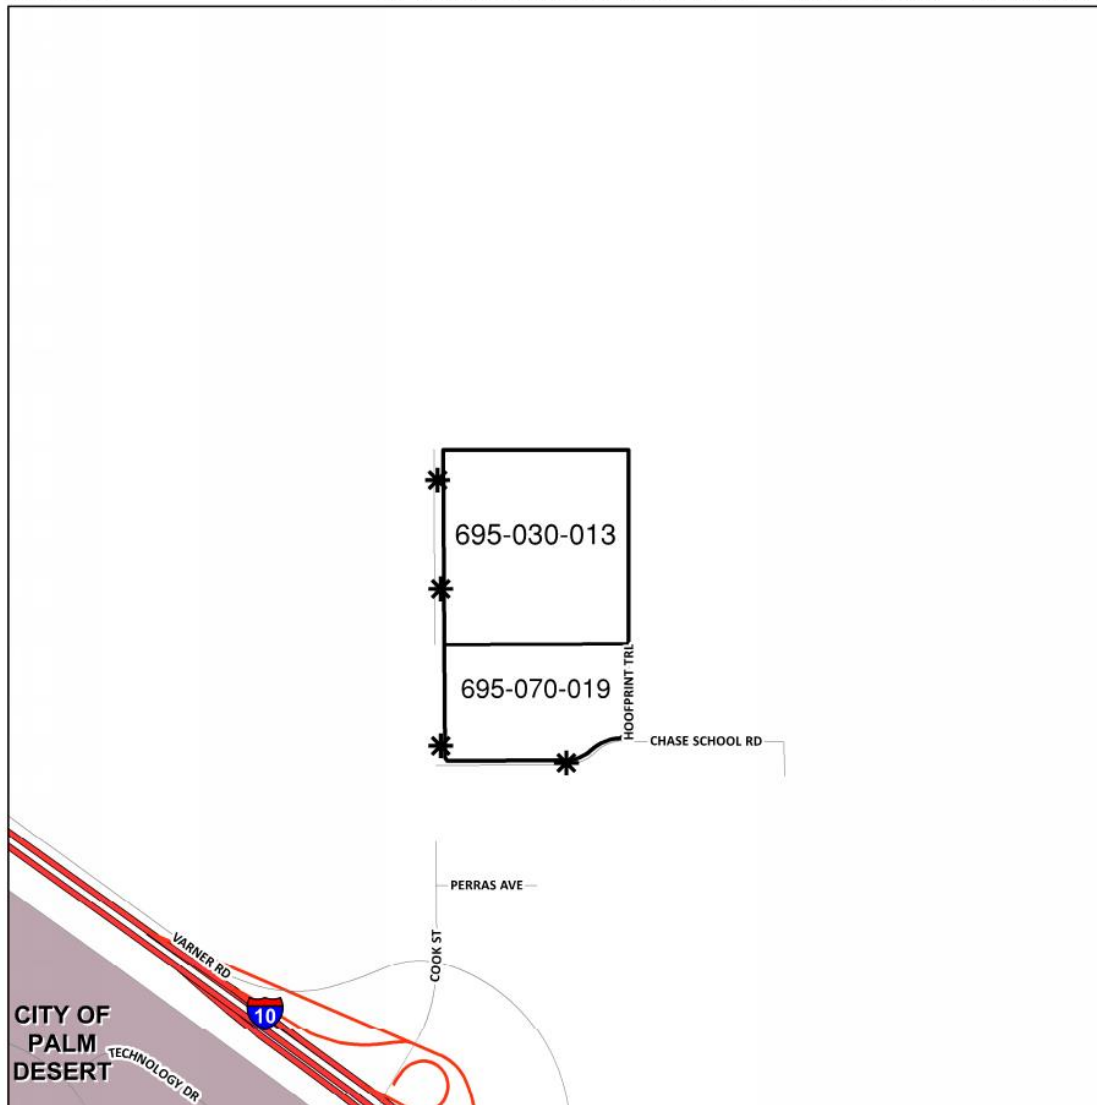 695-030-013
695-070-019
HOOFPRINT TRL
CHASE SCHOOL RD
PERRAS AVE
COOK ST
VARNER RD
10
CITY OF
PALM
DESERT
TECHNOLOGY DR